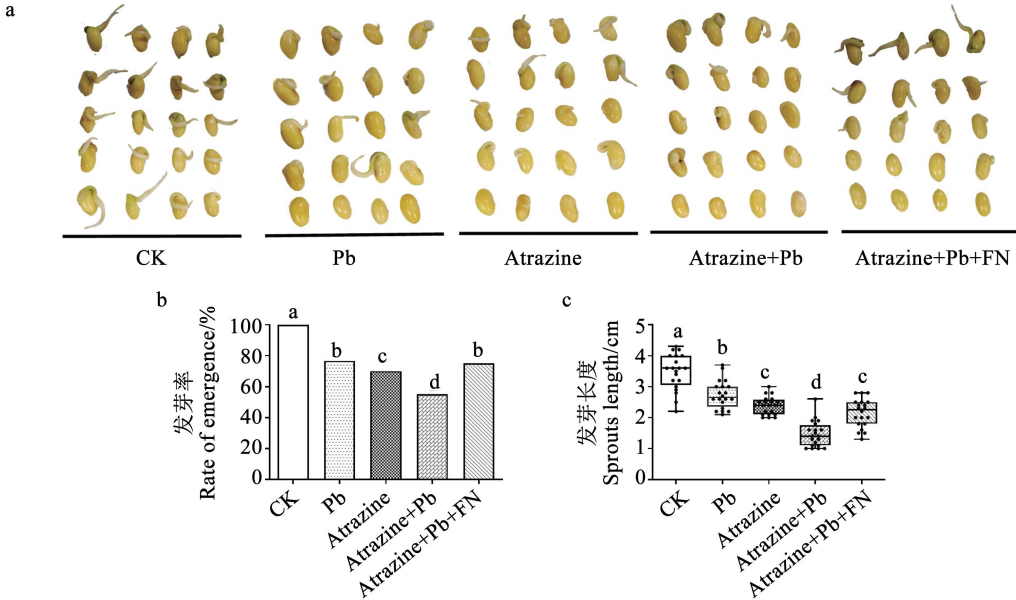 a
CK
Pb
Atrazine
Atrazine+Pb
Atrazine+Pb+FN
b
发芽率
Rate of emergence/%
100
80
60
40
20
0
a
b
c
d
b
CK
Pb
Atrazine
Atrazine+Pb
Atrazine+Pb+FN
c
发芽长度
Sprouts length/cm
5
4
3
2
1
0
a
b
c
d
c
CK
Pb
Atrazine
Atrazine+Pb
Atrazine+Pb+FN